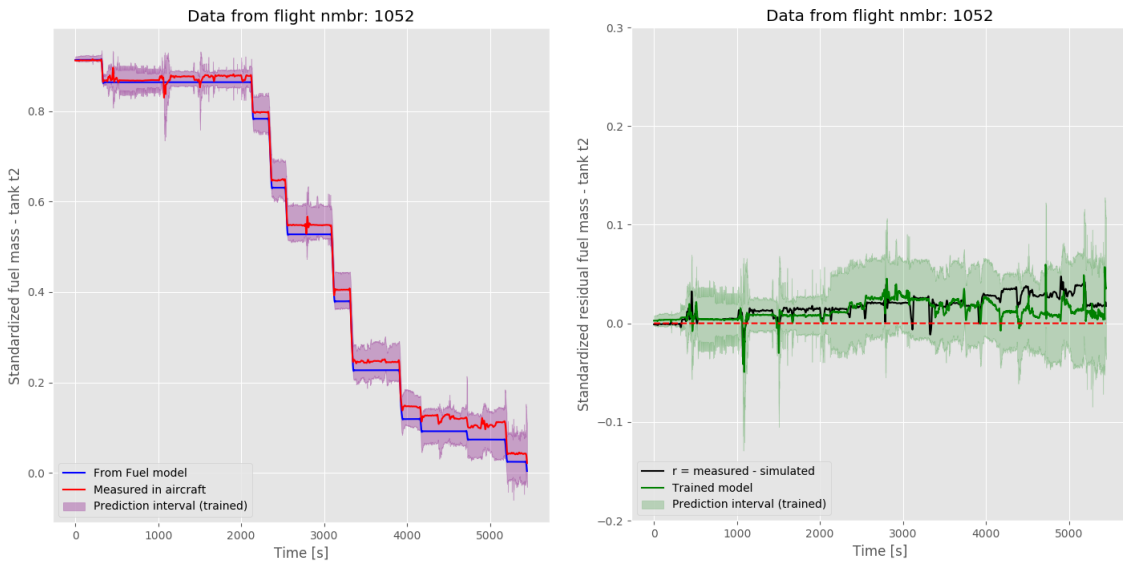 Data from flight nmbr: 1052
Standardized fuel mass - tank t2
0.8
0.6
0.4
0.2
0.0
From Fuel model
Measured in aircraft
Prediction interval (trained)
0
1000
2000
3000
4000
5000
Time [s]
Data from flight nmbr: 1052
Standardized residual fuel mass - tank t2
0.3
0.2
0.1
0.0
−0.1
−0.2
r = measured - simulated
Trained model
Prediction interval (trained)
0
1000
2000
3000
4000
5000
Time [s]